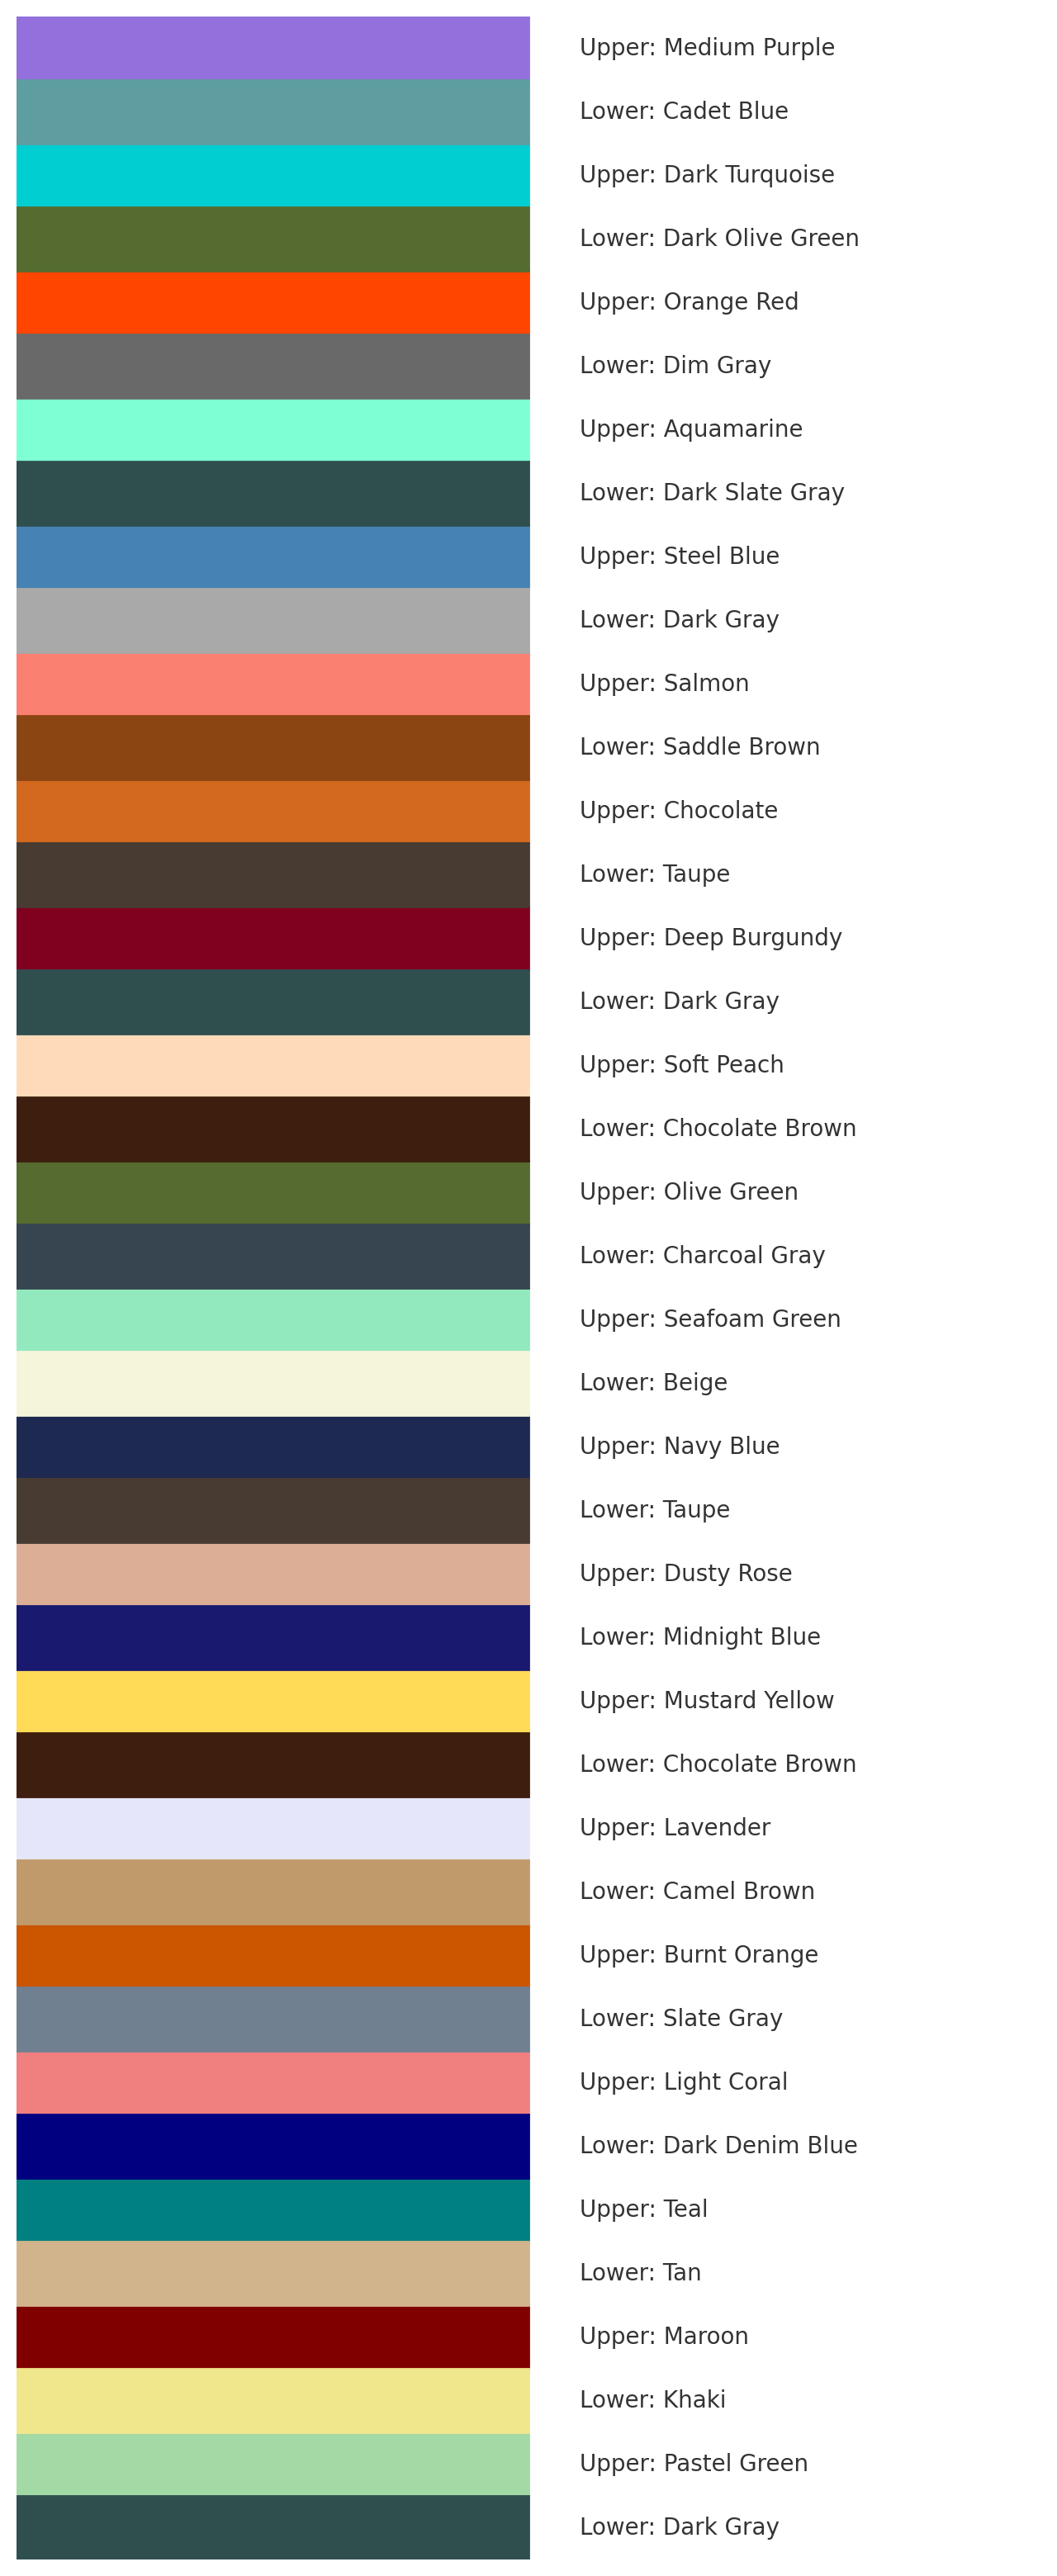 Upper: Medium Purple
Lower: Cadet Blue
Upper: Dark Turquoise
Lower: Dark Olive Green
Upper: Orange Red
Lower: Dim Gray
Upper: Aquamarine
Lower: Dark Slate Gray
Upper: Steel Blue
Lower: Dark Gray
Upper: Salmon
Lower: Saddle Brown
Upper: Chocolate
Lower: Taupe
Upper: Deep Burgundy
Lower: Dark Gray
Upper: Soft Peach
Lower: Chocolate Brown
Upper: Olive Green
Lower: Charcoal Gray
Upper: Seafoam Green
Lower: Beige
Upper: Navy Blue
Lower: Taupe
Upper: Dusty Rose
Lower: Midnight Blue
Upper: Mustard Yellow
Lower: Chocolate Brown
Upper: Lavender
Lower: Camel Brown
Upper: Burnt Orange
Lower: Slate Gray
Upper: Light Coral
Lower: Dark Denim Blue
Upper: Teal
Lower: Tan
Upper: Maroon
Lower: Khaki
Upper: Pastel Green
Lower: Dark Gray